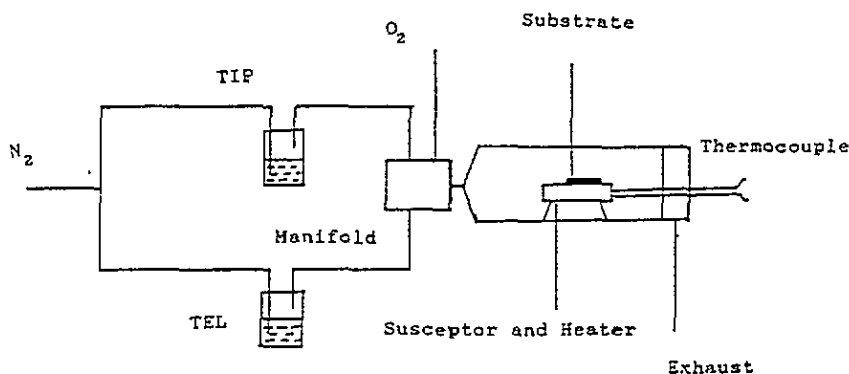 O₂
Substrate
TIP
N₂
Thermocouple
Manifold
TEL
Susceptor and Heater
Exhaust